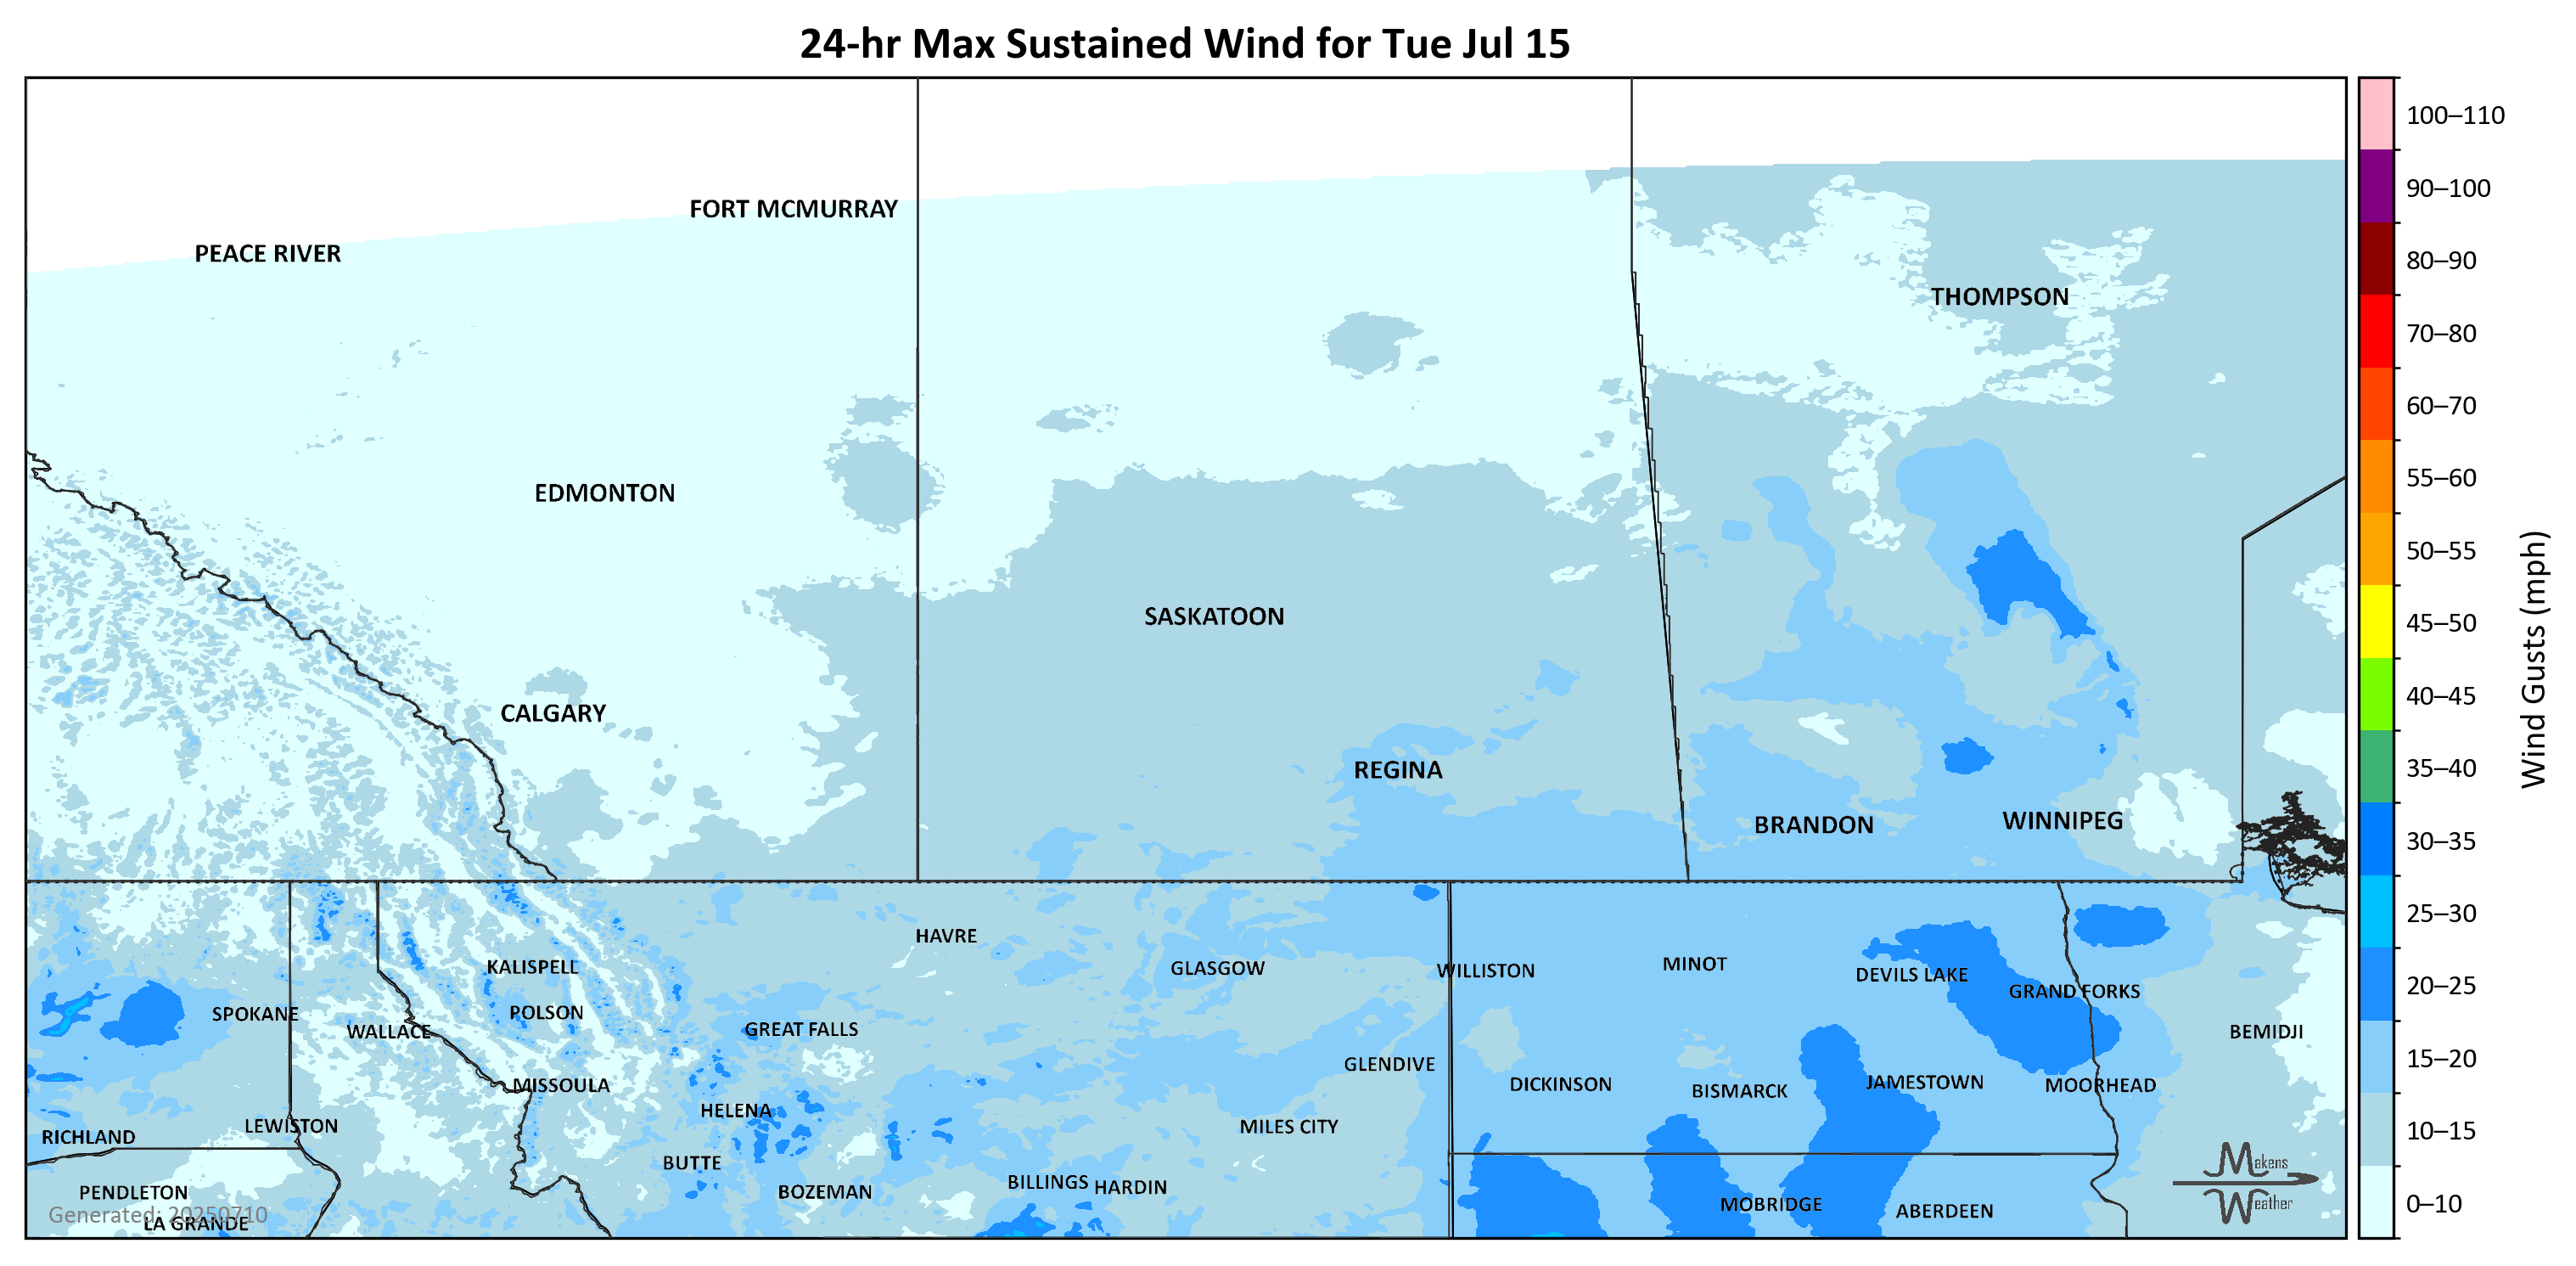 24-hr Max Sustained Wind for Tue Jul 15
FORT MCMURRAY
PEACE RIVER
THOMPSON
EDMONTON
SASKATOON
CALGARY
REGINA
BRANDON
WINNIPEG
HAVRE
KALISPELL
GLASGOW
WILLISTON
MINOT
DEVILS LAKE
GRAND FORKS
SPOKANE
POLSON
WALLACE
GREAT FALLS
BEMIDJI
GLENDIVE
MISSOULA
DICKINSON
BISMARCK
JAMESTOWN
MOORHEAD
HELENA
LEWISTON
MILES CITY
RICHLAND
BUTTE
BILLINGS
HARDIN
PENDLETON
BOZEMAN
MOBRIDGE
ABERDEEN
Generated: 20250710
LA GRANDE
Makens
Weather
100–110
90–100
80–90
70–80
60–70
55–60
50–55
45–50
40–45
35–40
30–35
25–30
20–25
15–20
10–15
0–10
Wind Gusts (mph)